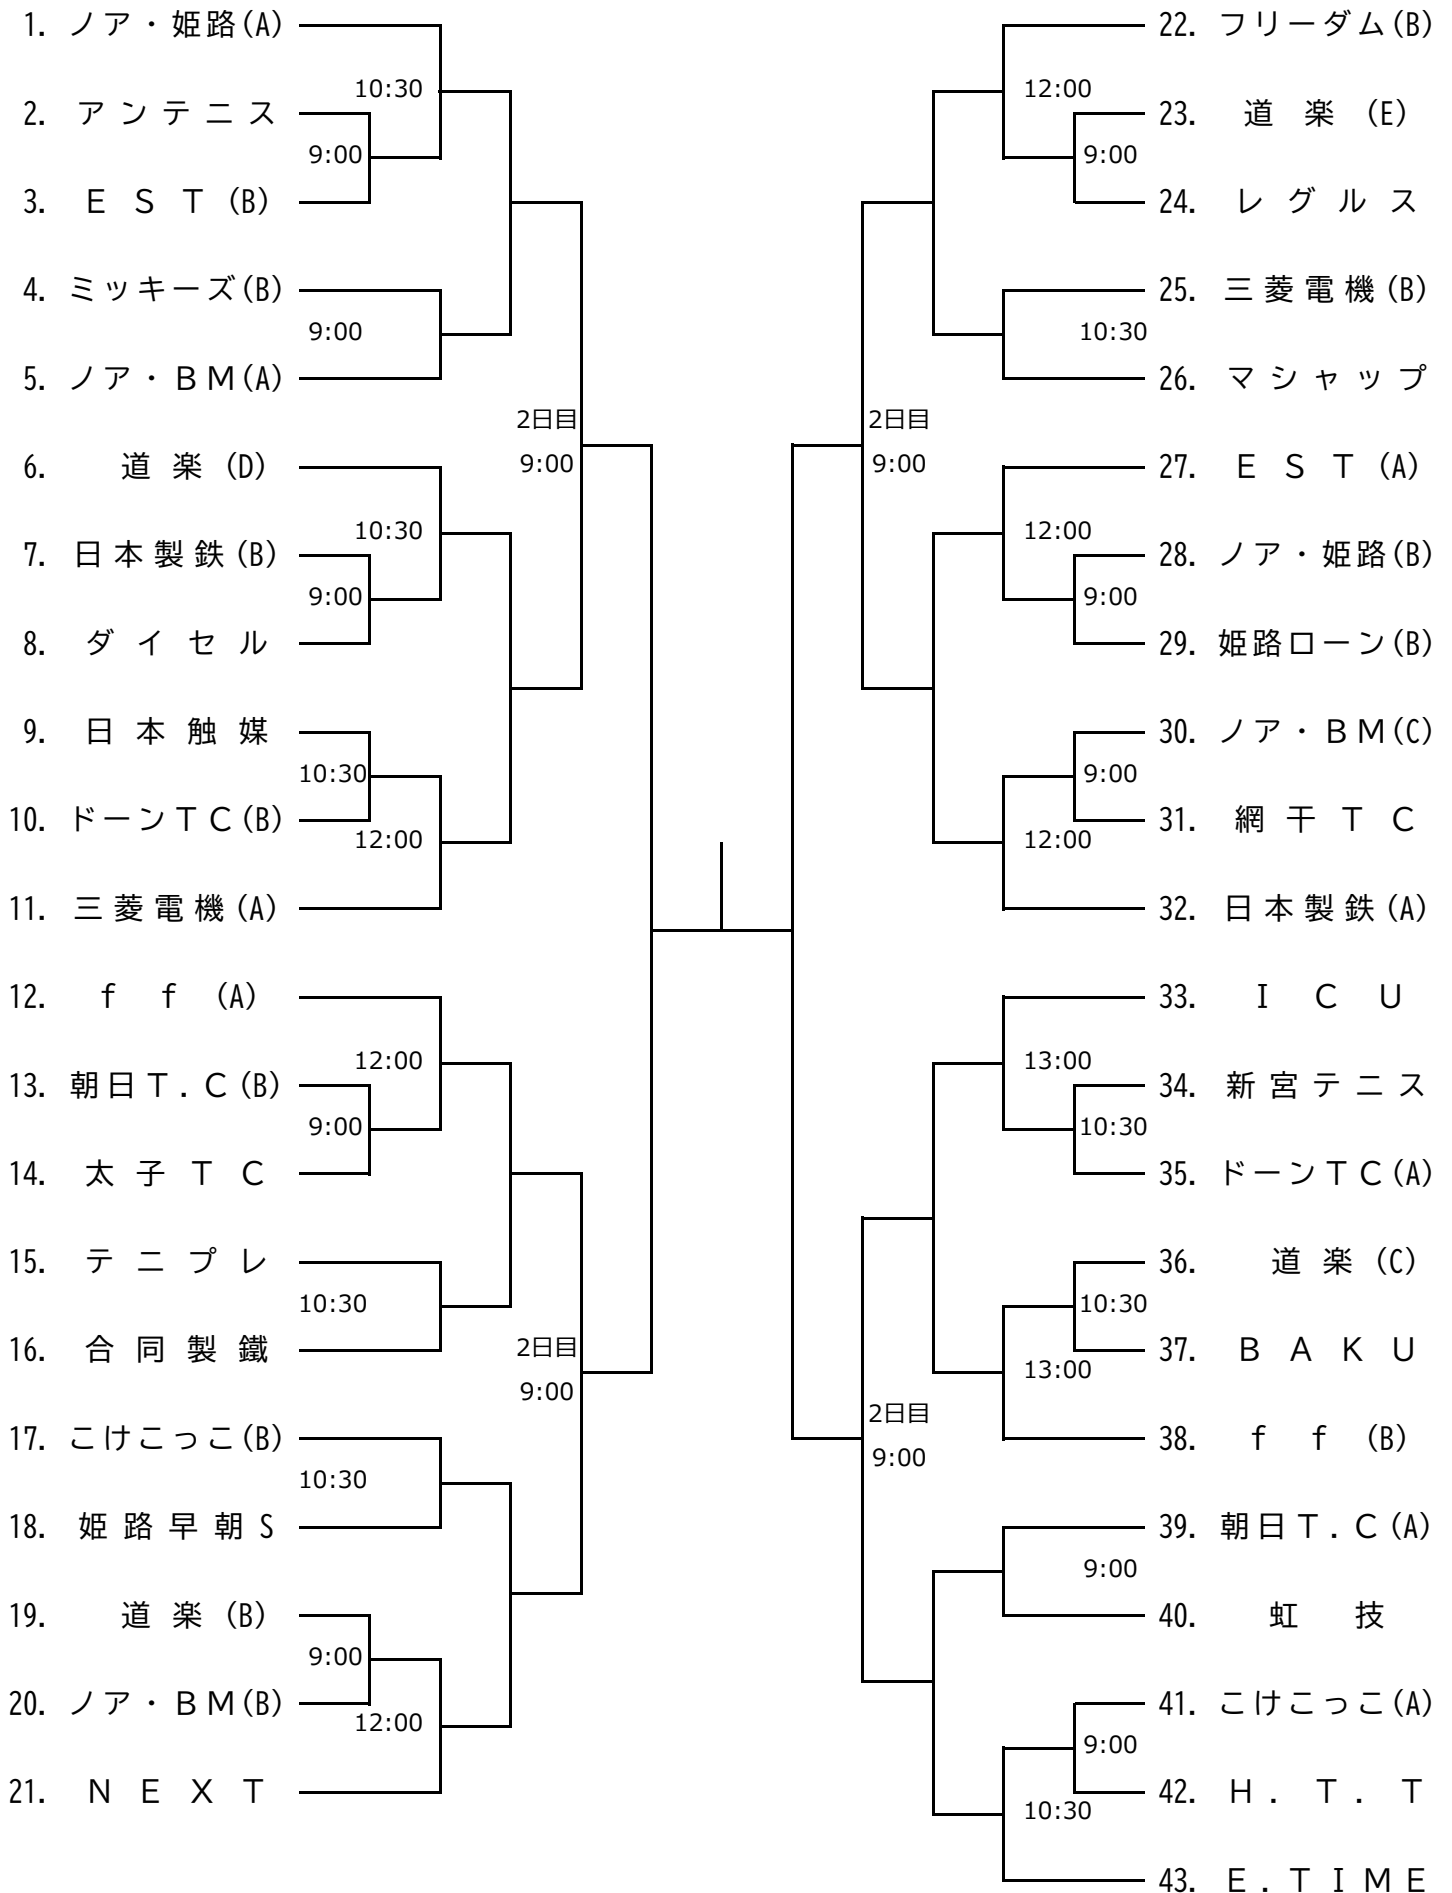 1. ノア・姫路(A)
10:30
2. アンテニス
9:00
3. ＥＳＴ(B)
4. ミッキーズ(B)
9:00
5. ノア・ＢＭ(A)
2日目
9:00
6. 道楽(D)
10:30
7. 日本製鉄(B)
9:00
8. ダイセル
9. 日本触媒
10:30
10. ドーンＴＣ(B)
12:00
11. 三菱電機(A)
12. ｆｆ(A)
12:00
13. 朝日Ｔ.Ｃ(B)
9:00
14. 太子ＴＣ
15. テニプレ
10:30
16. 合同製鐵
2日目
9:00
17. こけこっこ(B)
10:30
18. 姫路早朝S
19. 道楽(B)
9:00
20. ノア・ＢＭ(B)
12:00
21. ＮＥＸＴ
22. フリーダム(B)
12:00
23. 道楽(E)
9:00
24. レグルス
25. 三菱電機(B)
10:30
26. マシャップ
2日目
9:00
27. ＥＳＴ(A)
12:00
28. ノア・姫路(B)
9:00
29. 姫路ローン(B)
30. ノア・ＢＭ(C)
9:00
31. 網干ＴＣ
12:00
32. 日本製鉄(A)
33. ＩＣＵ
13:00
34. 新宮テニス
10:30
35. ドーンＴＣ(A)
36. 道楽(C)
10:30
37. ＢＡＫＵ
13:00
2日目
9:00
38. ｆｆ(B)
39. 朝日Ｔ.Ｃ(A)
9:00
40. 虹技
41. こけこっこ(A)
9:00
42. Ｈ.Ｔ.Ｔ
10:30
43. Ｅ.ＴＩＭＥ